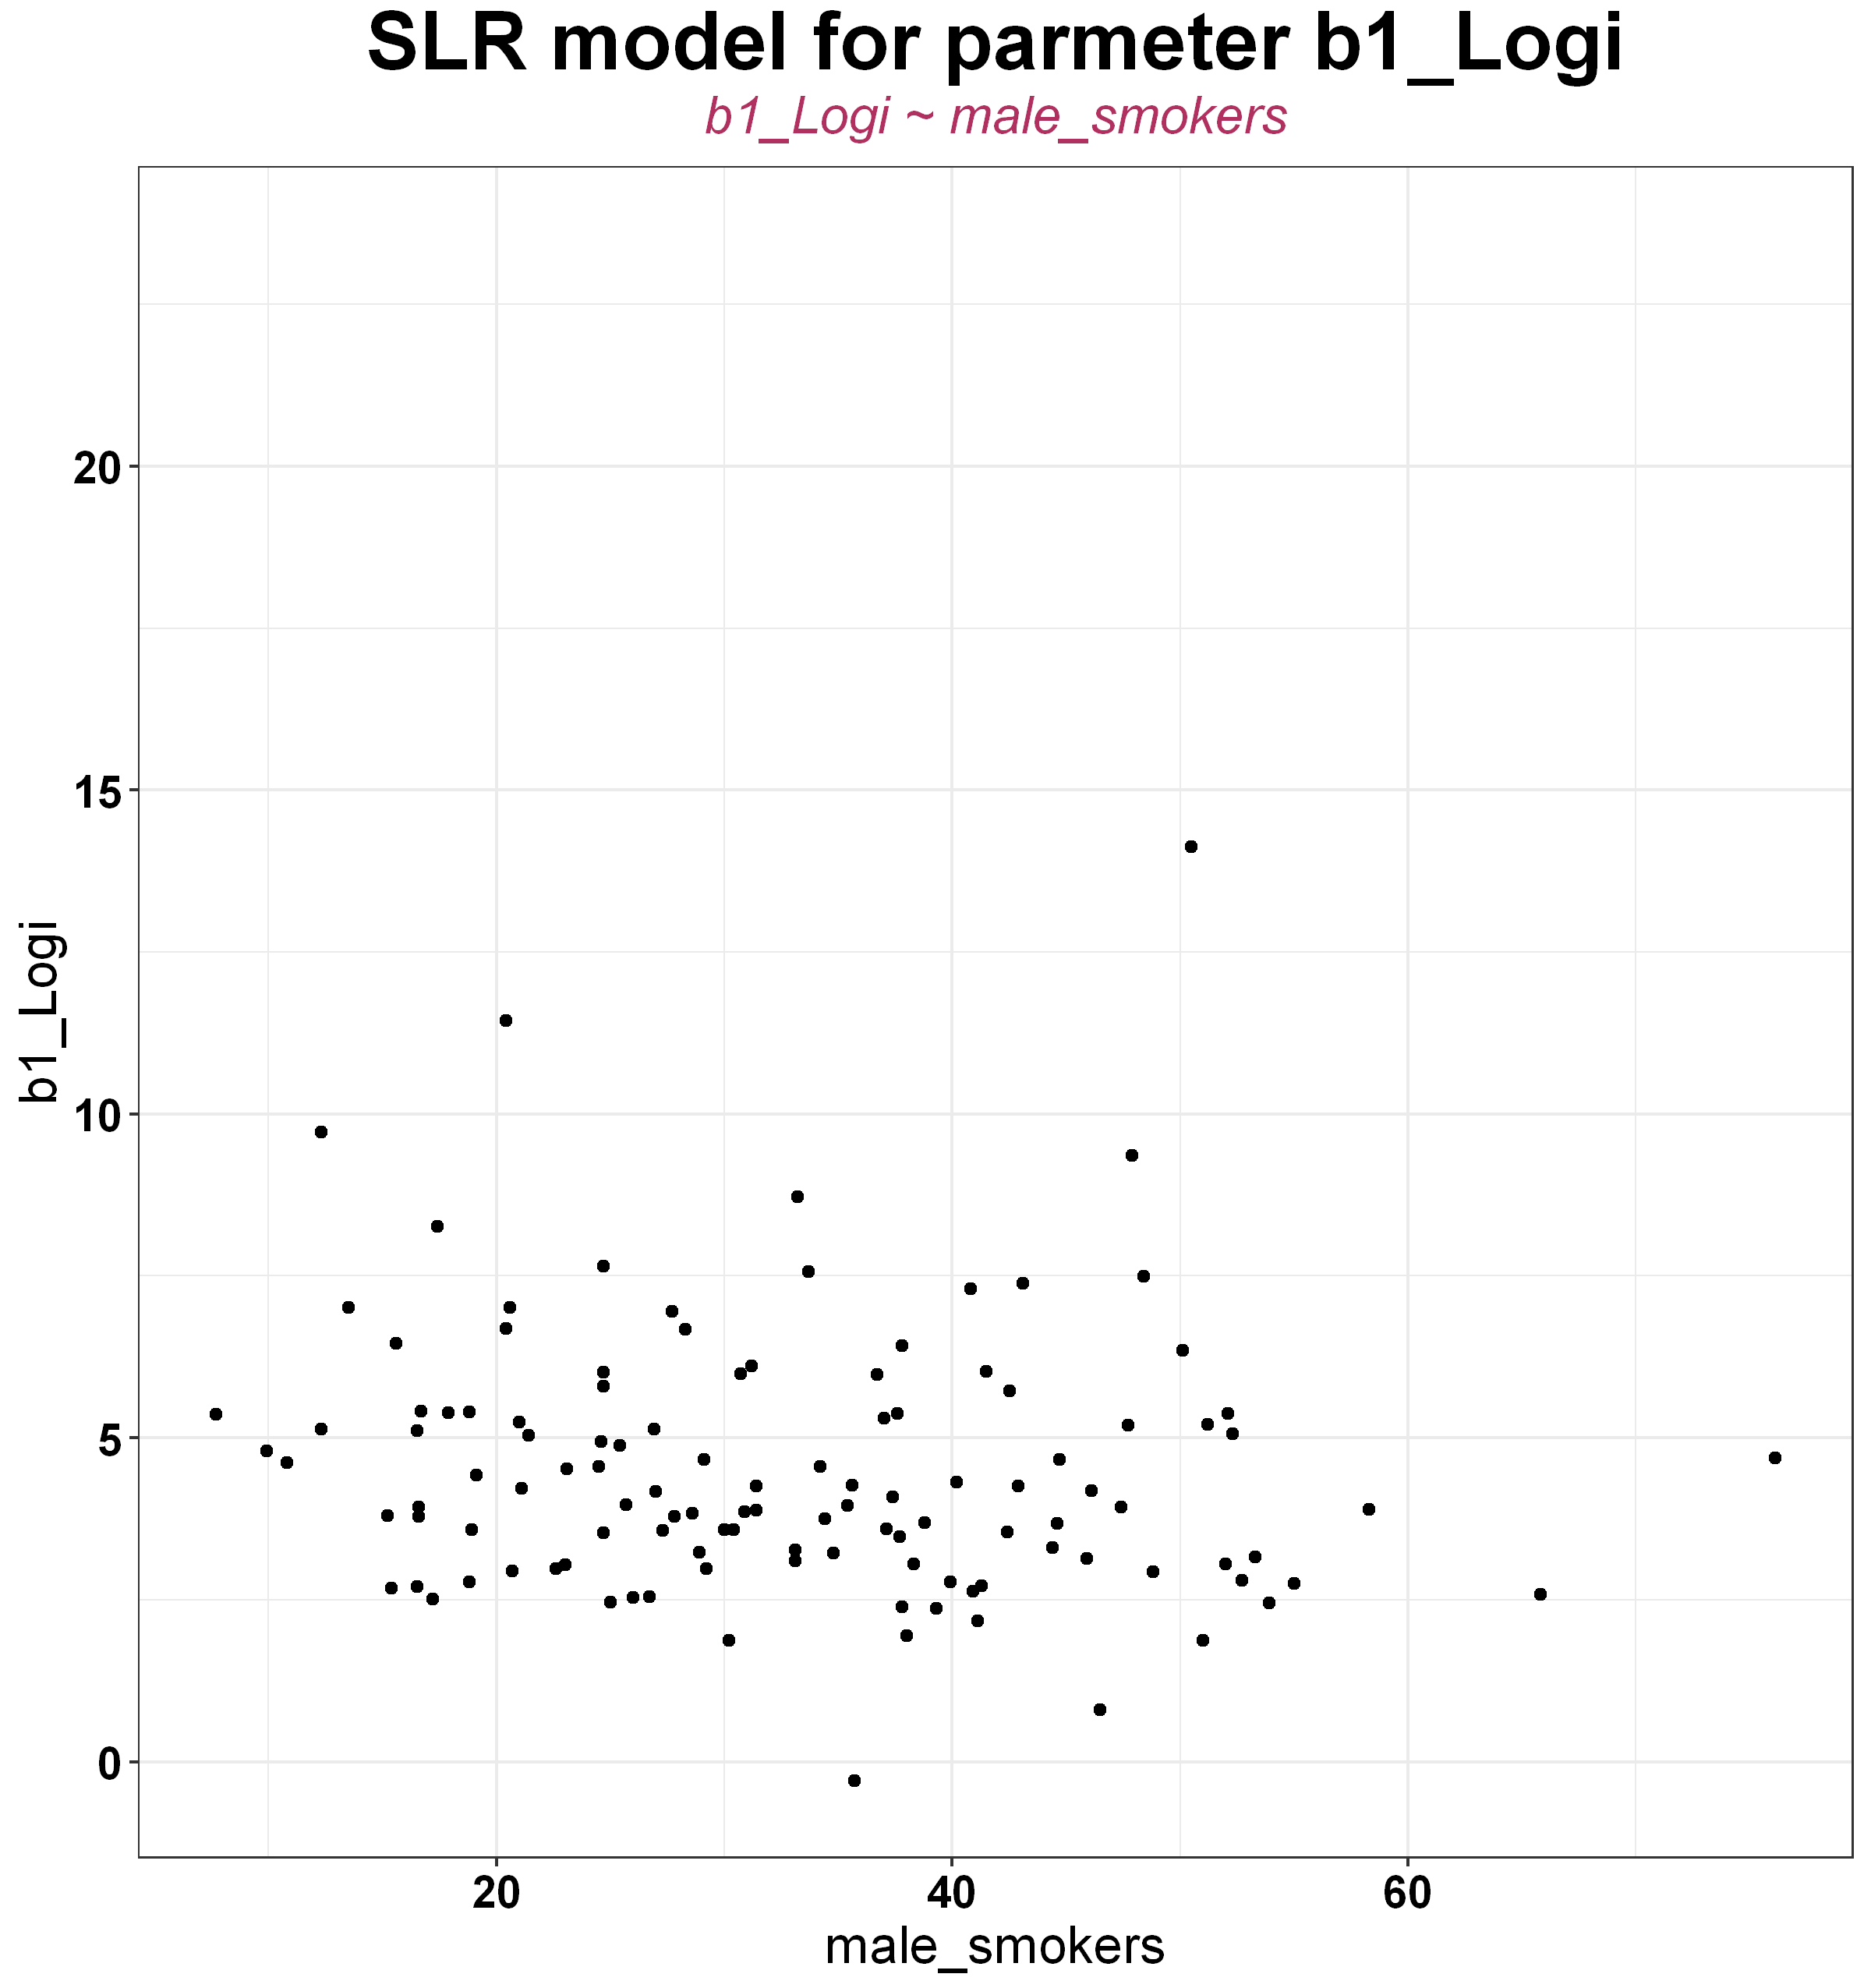 SLR model for parmeter b1_Logi
b1_Logi ~ male_smokers
20
15
10
5
0
b1_Logi
20 40 60
male_smokers